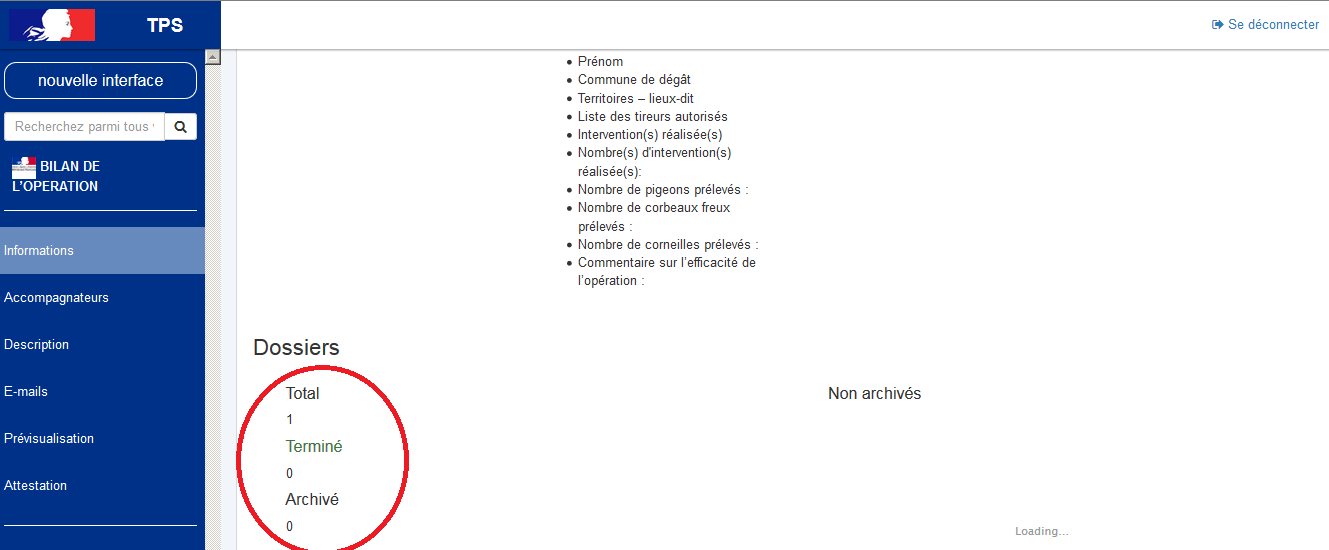 TPS
Se déconnecter
nouvelle interface
Recherchez parmi tous
BILAN DE
L'OPERATION
Informations
Accompagnateurs
Description
E-mails
Prévisualisation
Attestation
• Prénom
• Commune de dégât
• Territoires – lieux-dit
• Liste des tireurs autorisés
• Intervention(s) réalisée(s)
• Nombre(s) d'intervention(s)
réalisée(s):
• Nombre de pigeons prélevés :
• Nombre de corbeaux freux
prélevés :
• Nombre de corneilles prélevés :
• Commentaire sur l'efficacité de
l'opération :
Dossiers
Total
1
Terminé
0
Archivé
0
Non archivés
Loading...